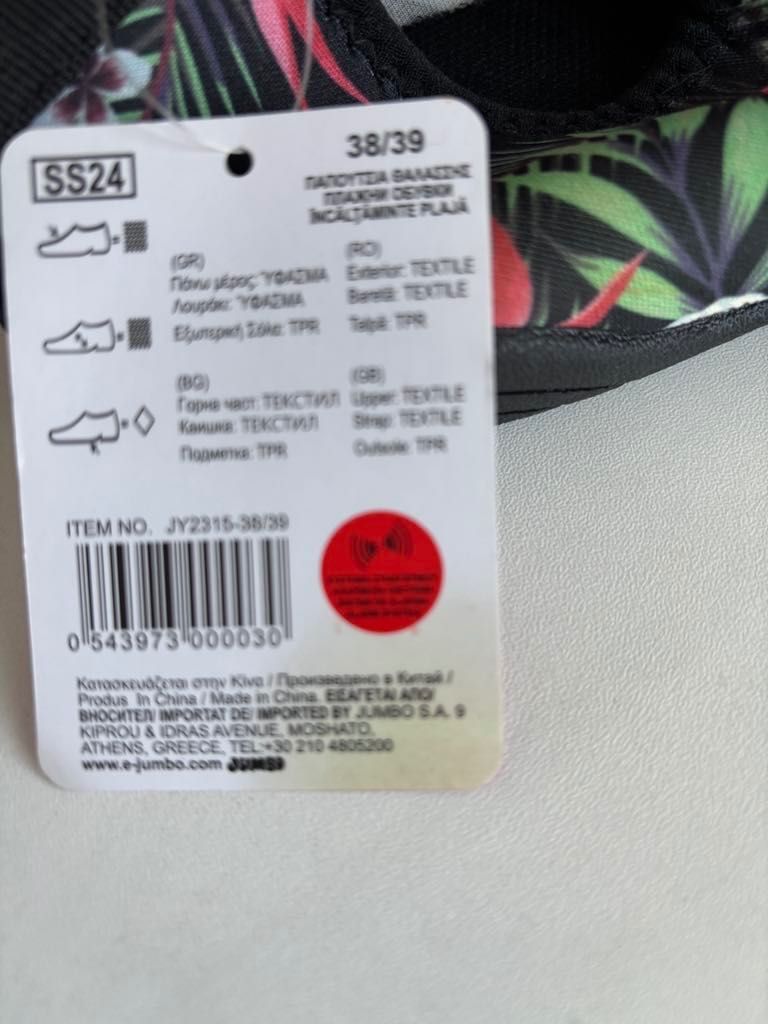 SS24
38/39
ΠΑΠΟΥΤΣΙΑ ΘΑΛΑΣΣΗΣ
ПЛАЖНИ ОБУВКИ
ÎNCĂLȚĂMINTE PLAJĂ
(GR)
Πάνω μέρος: ΎΦΑΣΜΑ
Λουράκι: ΎΦΑΣΜΑ
Εξωτερική Σόλα: TPR
(RO)
Exterior: TEXTILE
Baretă: TEXTILE
Talpă: TPR
(BG)
Горна част: ТЕКСТИЛ
Каишка: ТЕКСТИЛ
Подметка: TPR
(GB)
Upper: TEXTILE
Strap: TEXTILE
Outsole: TPR
ITEM NO. JY2315-38/39
0 543973 000030
Κατασκευάζεται στην Κίνα / Произведено в Китай /
Produs In China / Made in China. ΕΙΣΑΓΕΤΑΙ ΑΠΟ/
ВНОСИТЕЛ/ IMPORTAT DE/ IMPORTED BY JUMBO S.A. 9
KIPROU & IDRAS AVENUE, MOSHATO,
ATHENS, GREECE, TEL:+30 210 4805200
www.e-jumbo.com JUMBO